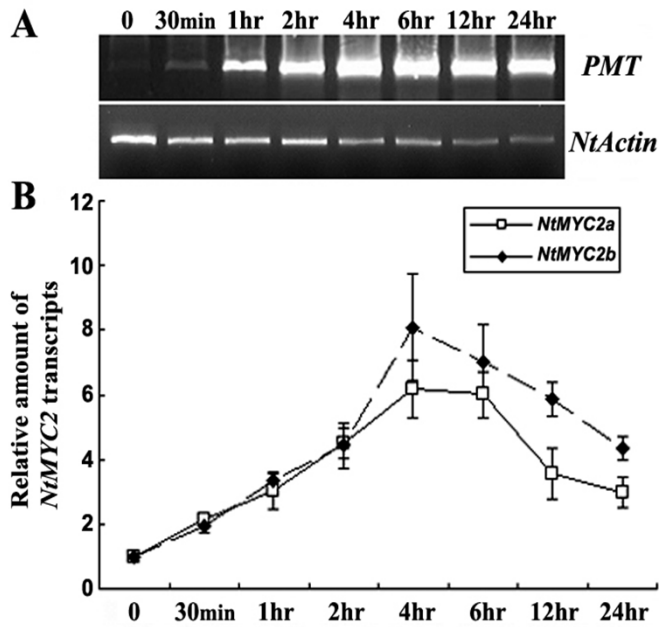 A
0 30min 1hr 2hr 4hr 6hr 12hr 24hr
PMT
NtActin
B
Relative amount of
NtMYC2 transcripts
12
10
8
6
4
2
0
NtMYC2a
NtMYC2b
0 30min 1hr 2hr 4hr 6hr 12hr 24hr